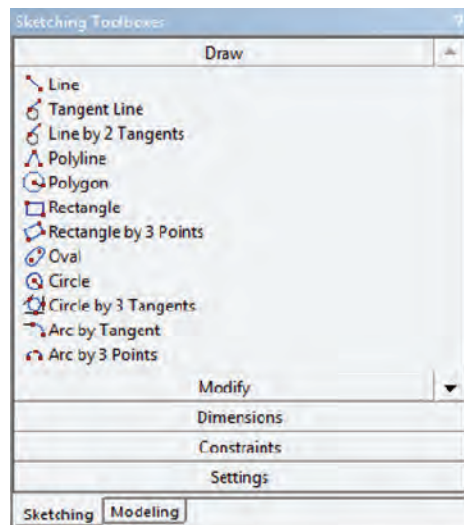 Sketching Toolboxes
Draw
Line
Tangent Line
Line by 2 Tangents
Polyline
Polygon
Rectangle
Rectangle by 3 Points
Oval
Circle
Circle by 3 Tangents
Arc by Tangent
Arc by 3 Points
Modify
Dimensions
Constraints
Settings
Sketching Modeling